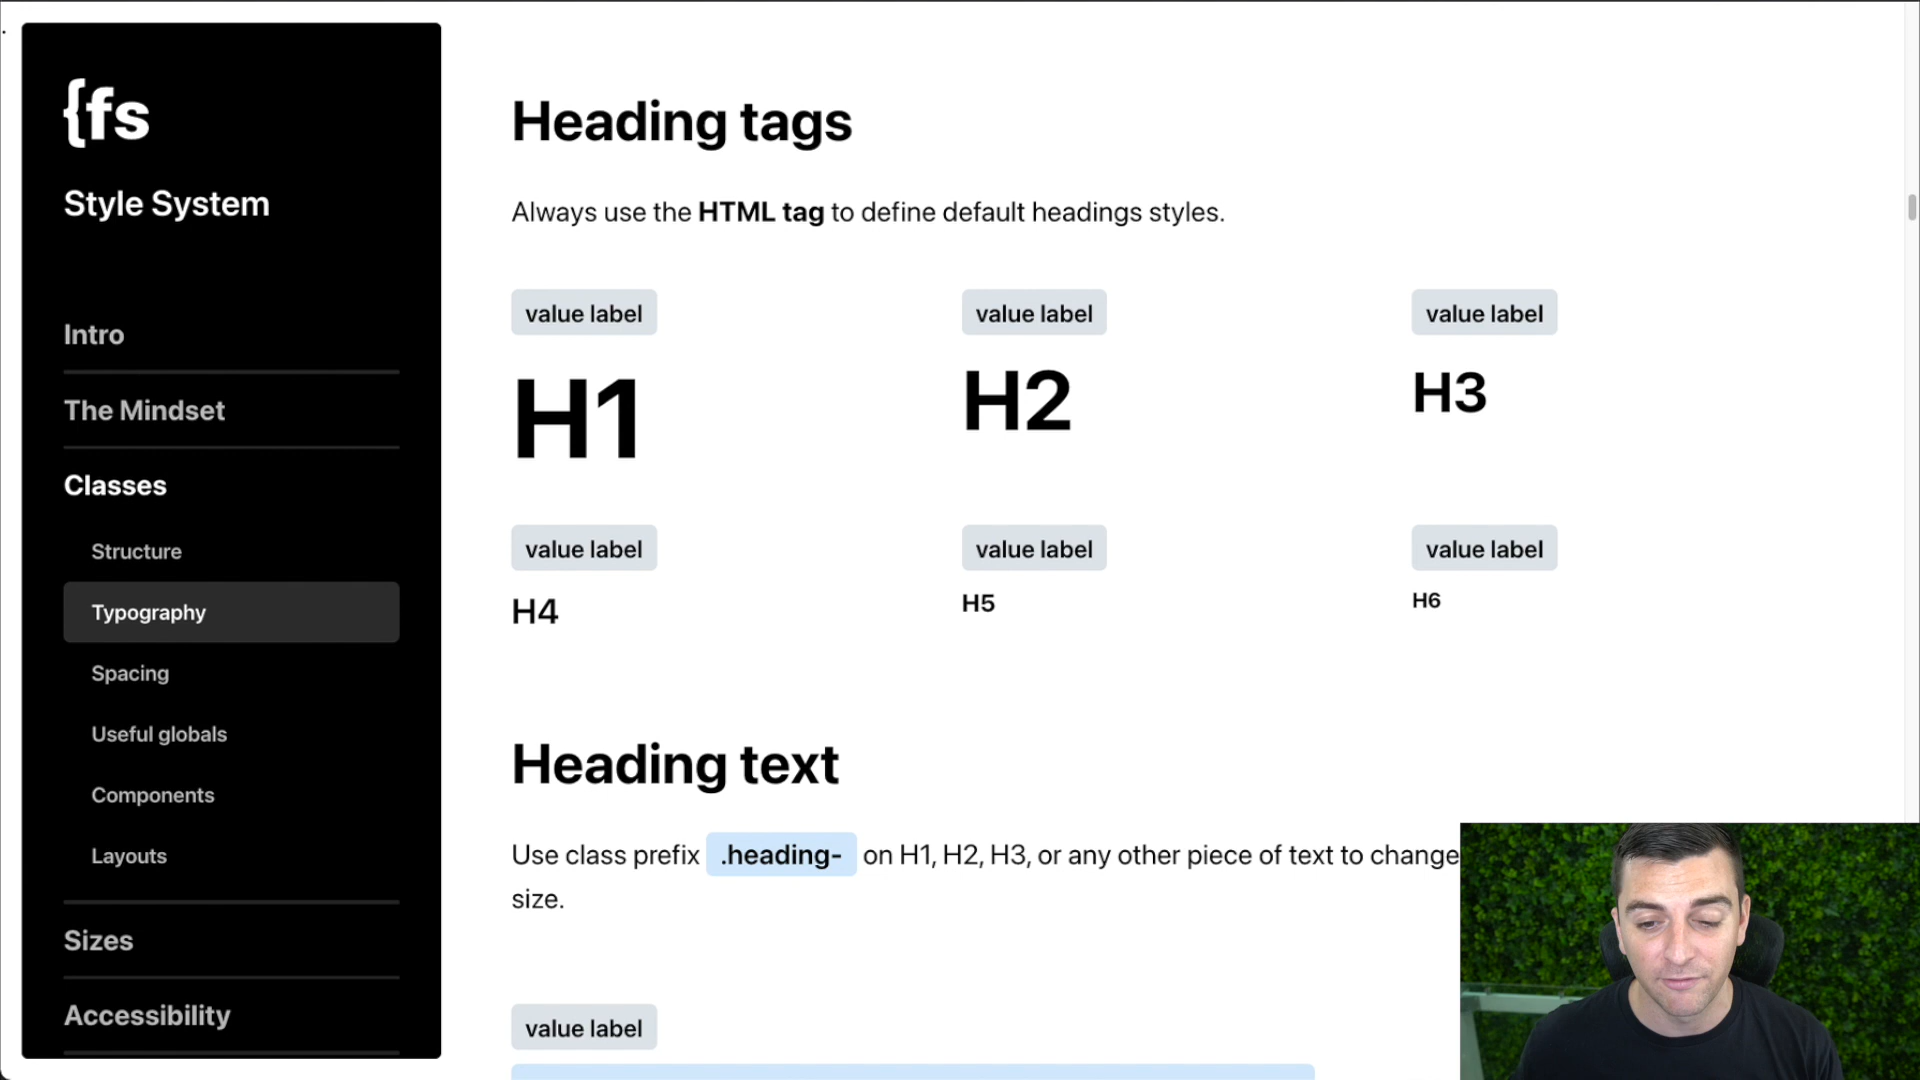 {fs
Style System
Intro
The Mindset
Classes
Structure
Typography
Spacing
Useful globals
Components
Layouts
Sizes
Accessibility
Heading tags
Always use the HTML tag to define default headings styles.
value label
value label
value label
H1
H2
H3
value label
value label
value label
H4
H5
H6
Heading text
Use class prefix .heading- on H1, H2, H3, or any other piece of text to change
size.
value label